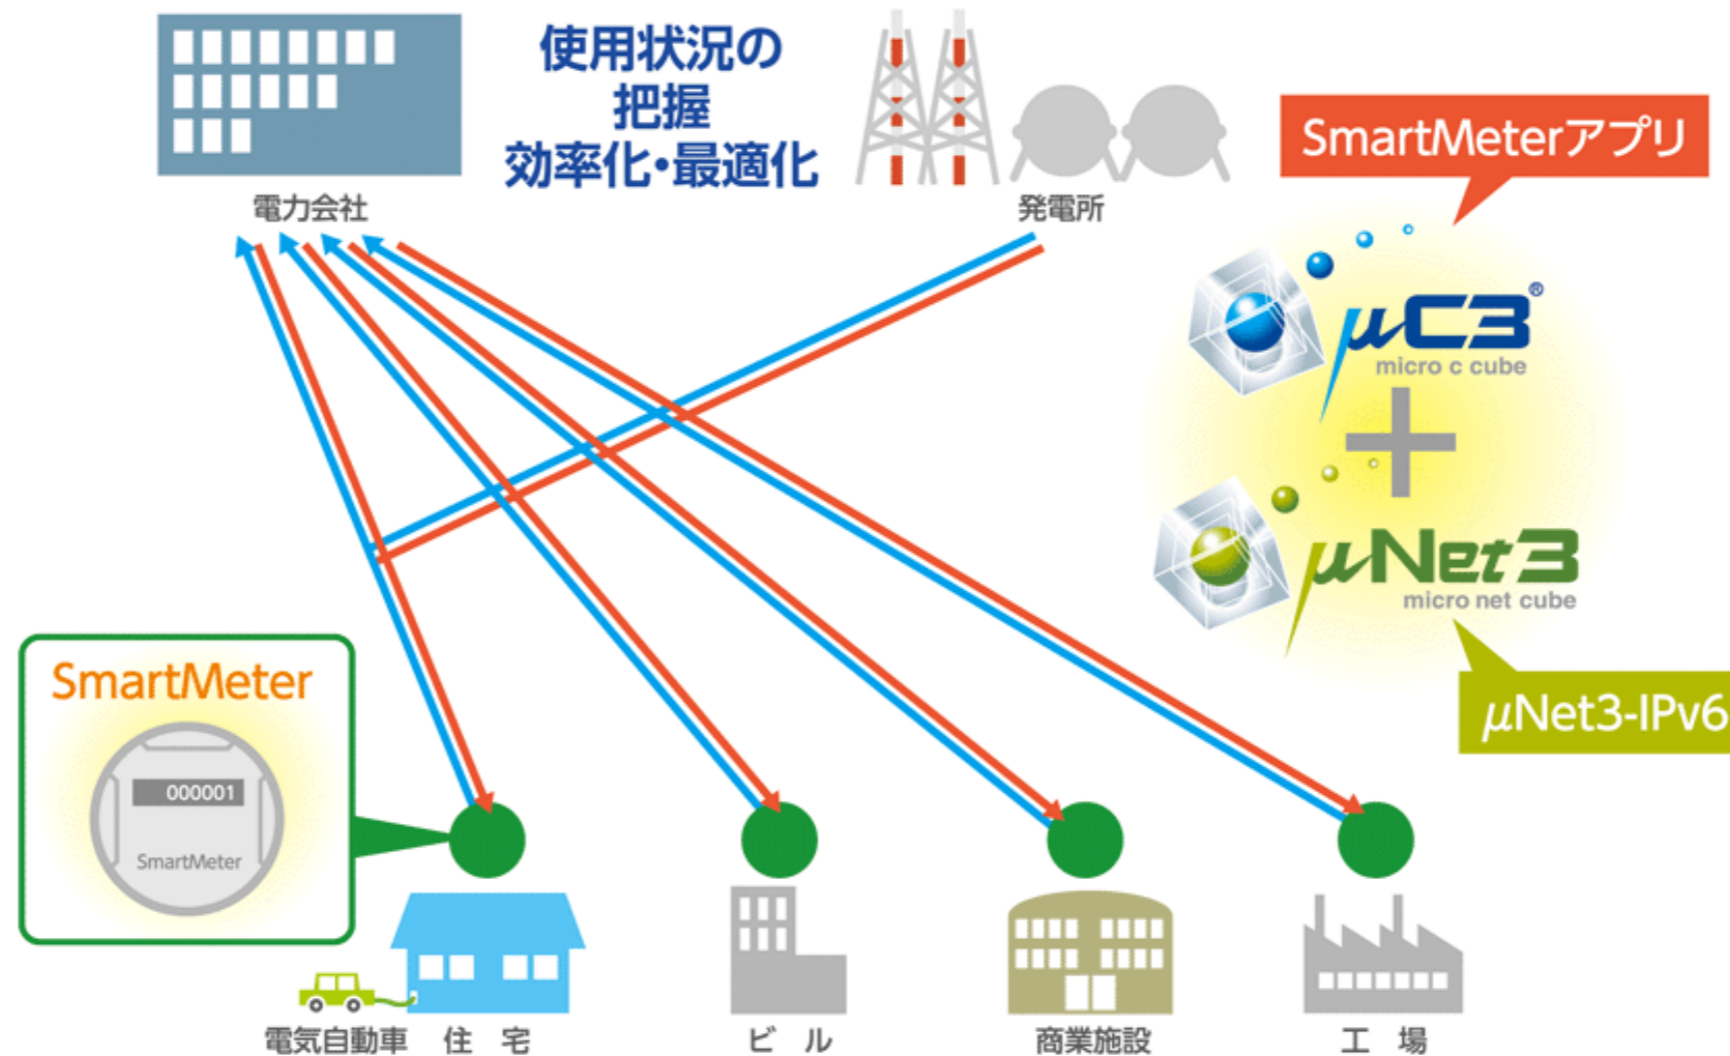 使用状況の
把握
効率化・最適化
電力会社
発電所
SmartMeterアプリ
μC3®
micro c cube
μNet3
micro net cube
μNet3-IPv6
SmartMeter
000001
SmartMeter
電気自動車
住 宅
ビ ル
商業施設
工 場